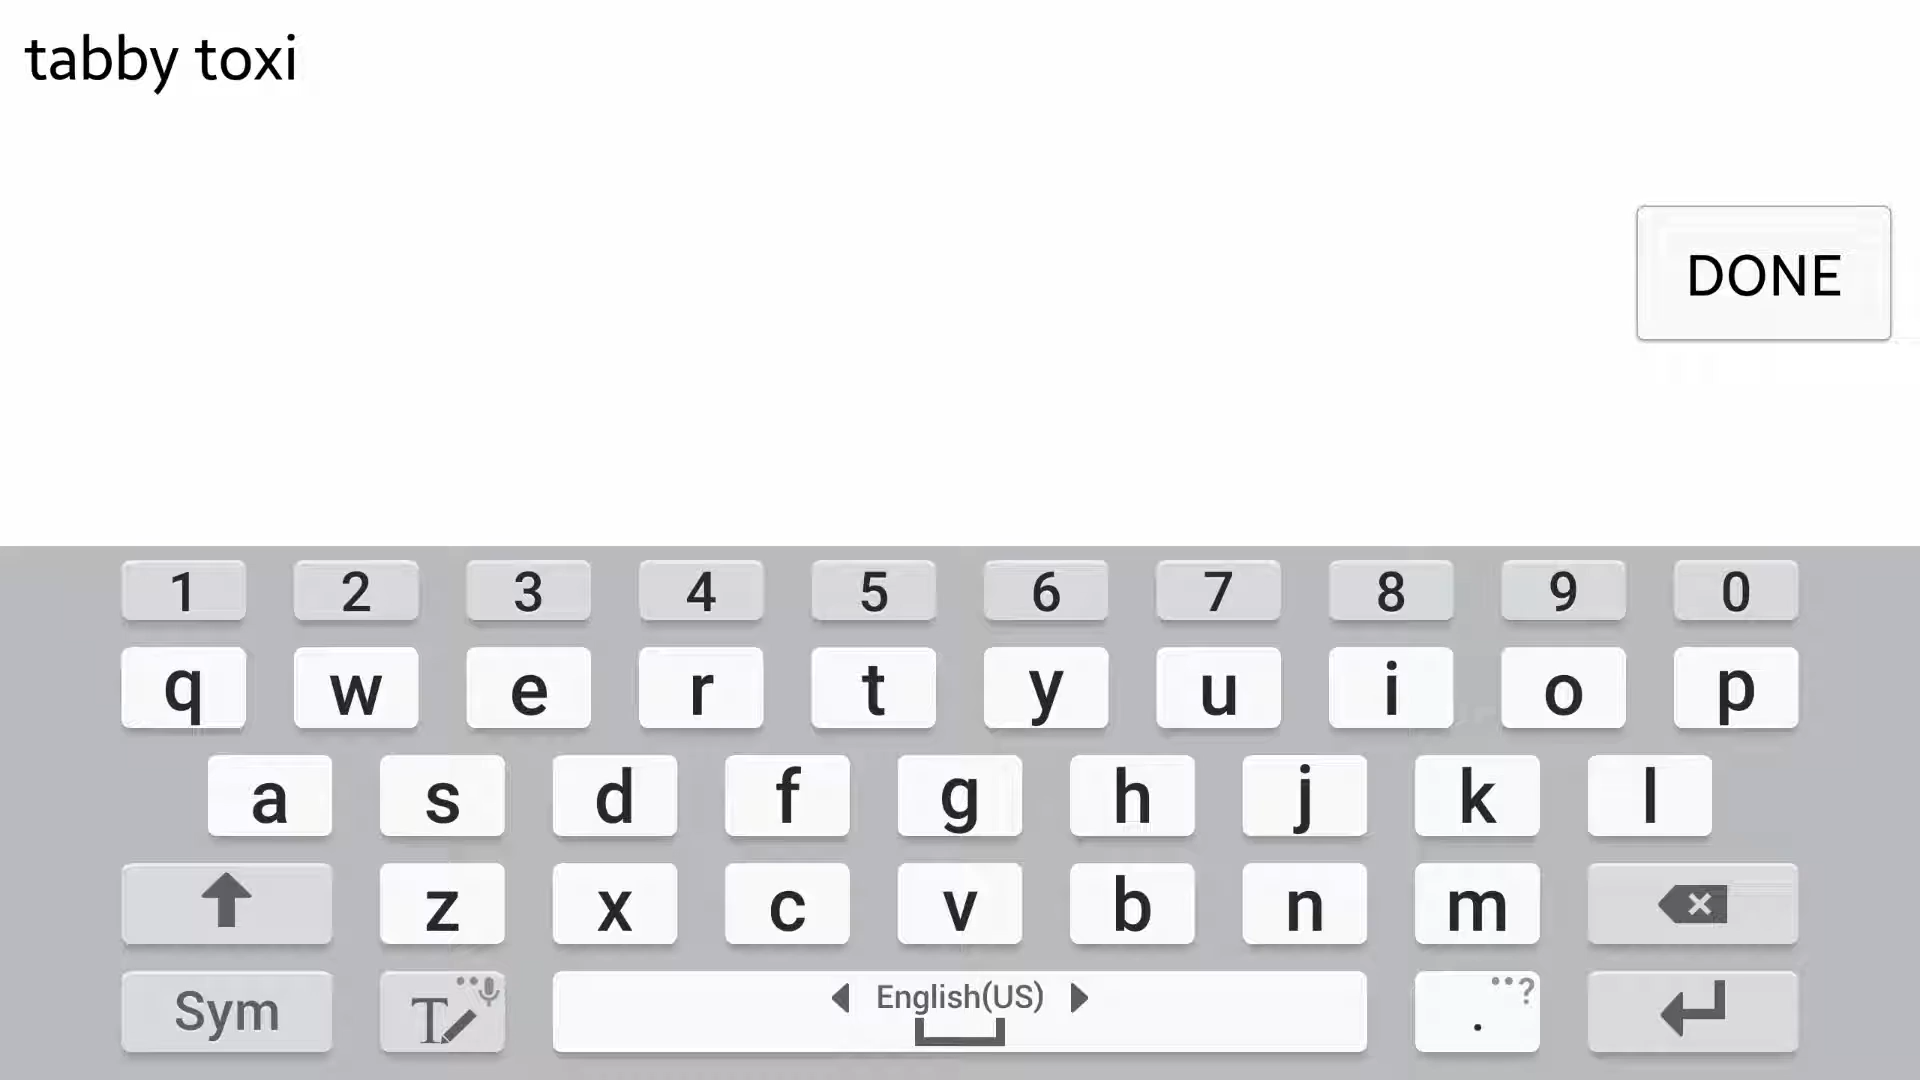 tabby toxi
DONE
1 2 3 4 5 6 7 8 9 0
q w e r t y u i o p
a s d f g h j k l
z x c v b n m
Sym T English(US) . ?